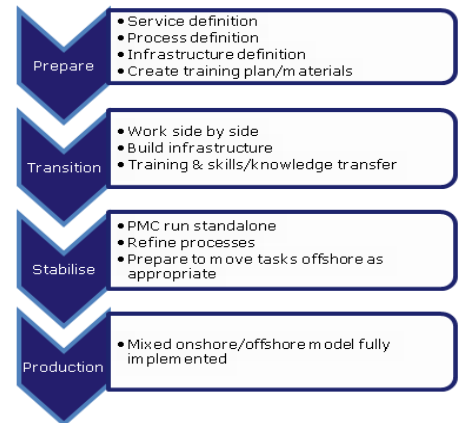 Prepare
• Service definition
• Process definition
• Infrastructure definition
• Create training plan/materials
Transition
• Work side by side
• Build infrastructure
• Training & skills/knowledge transfer
Stabilise
• PMC run standalone
• Refine processes
• Prepare to move tasks offshore as
appropriate
Production
• Mixed onshore/offshore model fully
implemented